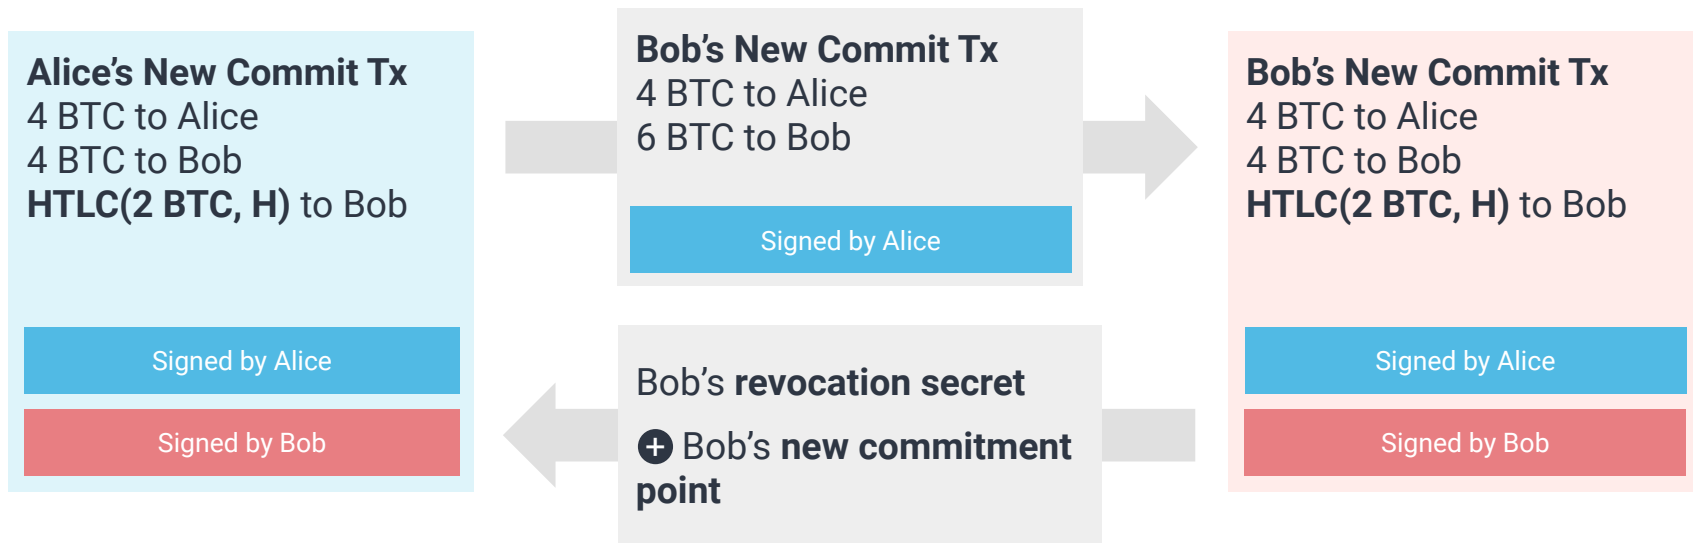 Alice’s New Commit Tx
4 BTC to Alice
4 BTC to Bob
HTLC(2 BTC, H) to Bob
Signed by Alice
Signed by Bob
Bob’s New Commit Tx
4 BTC to Alice
6 BTC to Bob
Signed by Alice
Bob’s revocation secret
+ Bob’s new commitment
point
Bob’s New Commit Tx
4 BTC to Alice
4 BTC to Bob
HTLC(2 BTC, H) to Bob
Signed by Alice
Signed by Bob